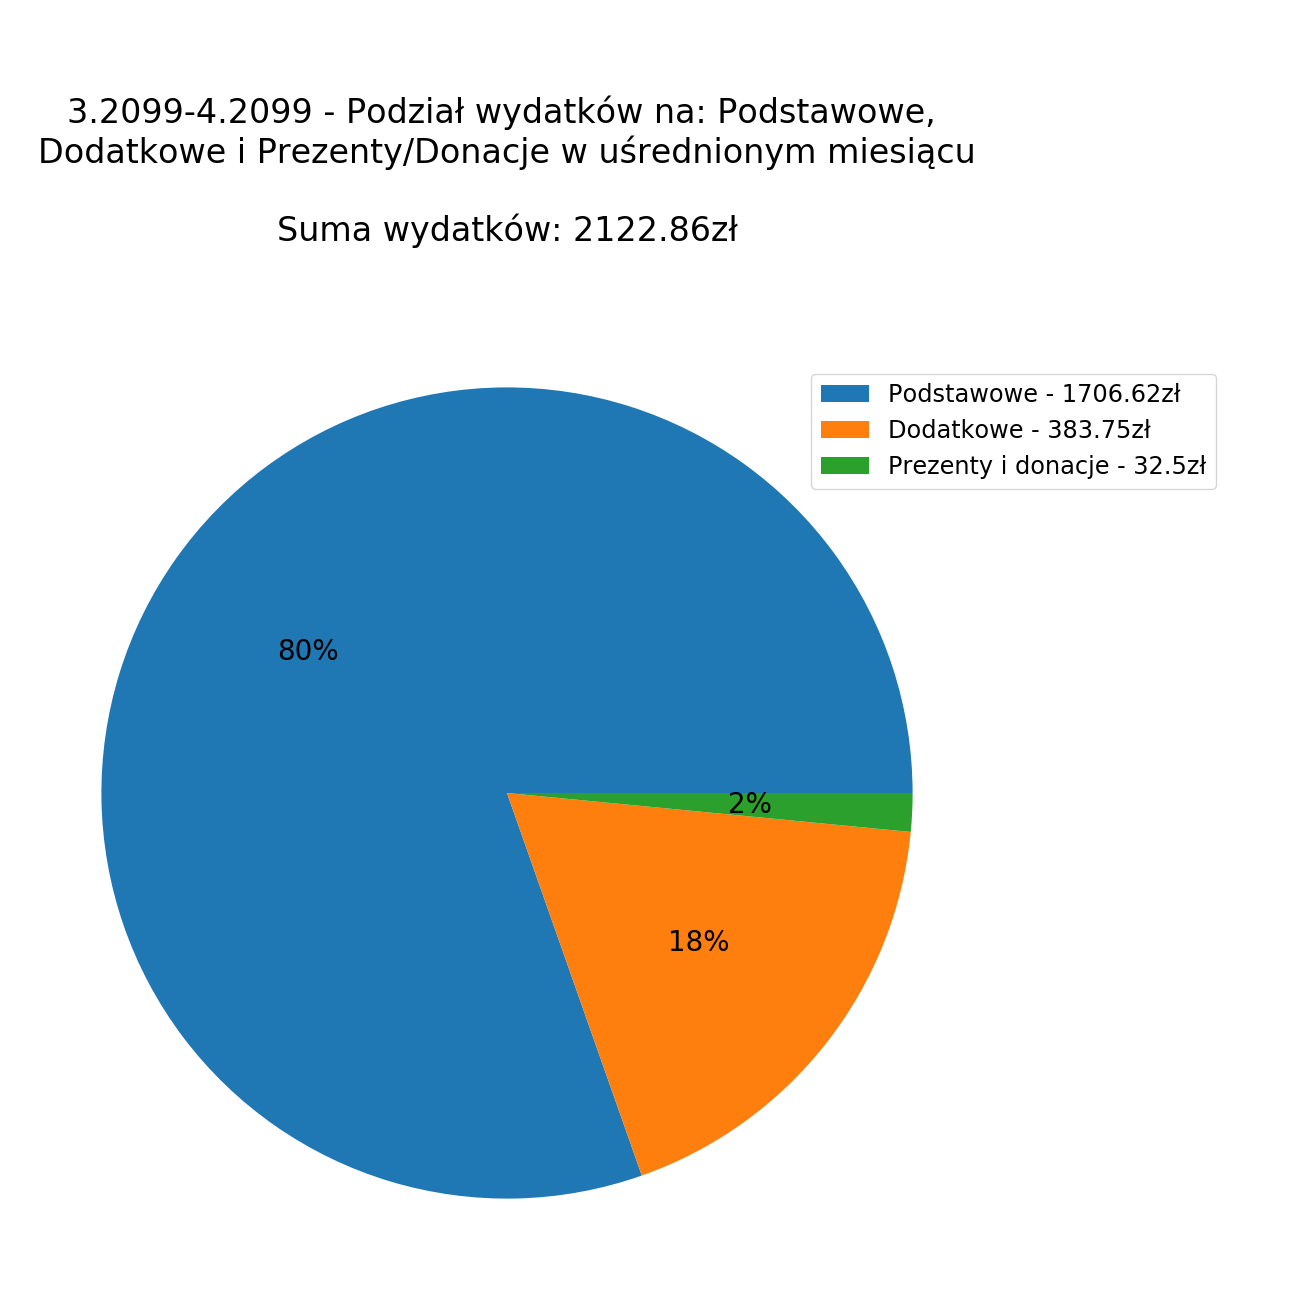 3.2099-4.2099 - Podział wydatków na: Podstawowe,
Dodatkowe i Prezenty/Donacje w uśrednionym miesiącu
Suma wydatków: 2122.86zł
Podstawowe - 1706.62zł
Dodatkowe - 383.75zł
Prezenty i donacje - 32.5zł
80%
2%
18%